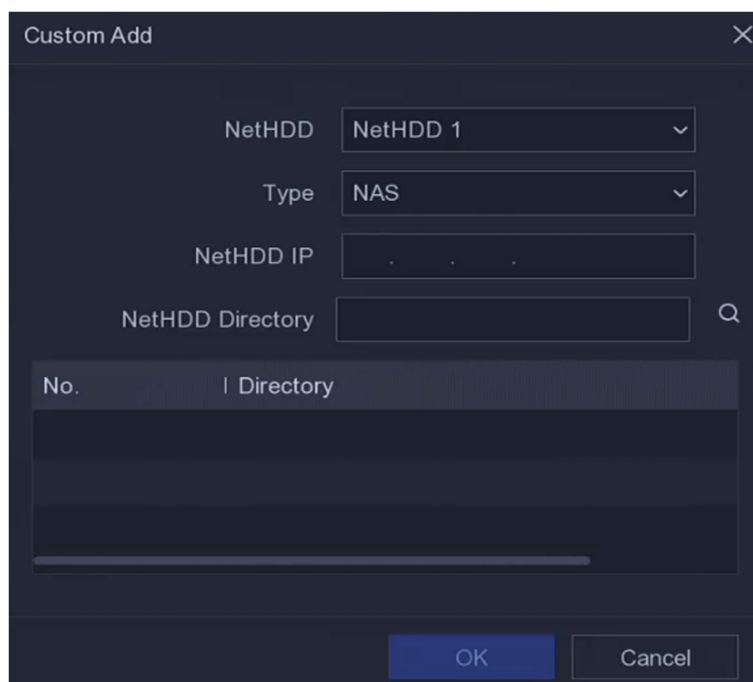 Custom Add
NetHDD NetHDD 1
Type NAS
NetHDD IP . . .
NetHDD Directory
No. Directory
OK Cancel